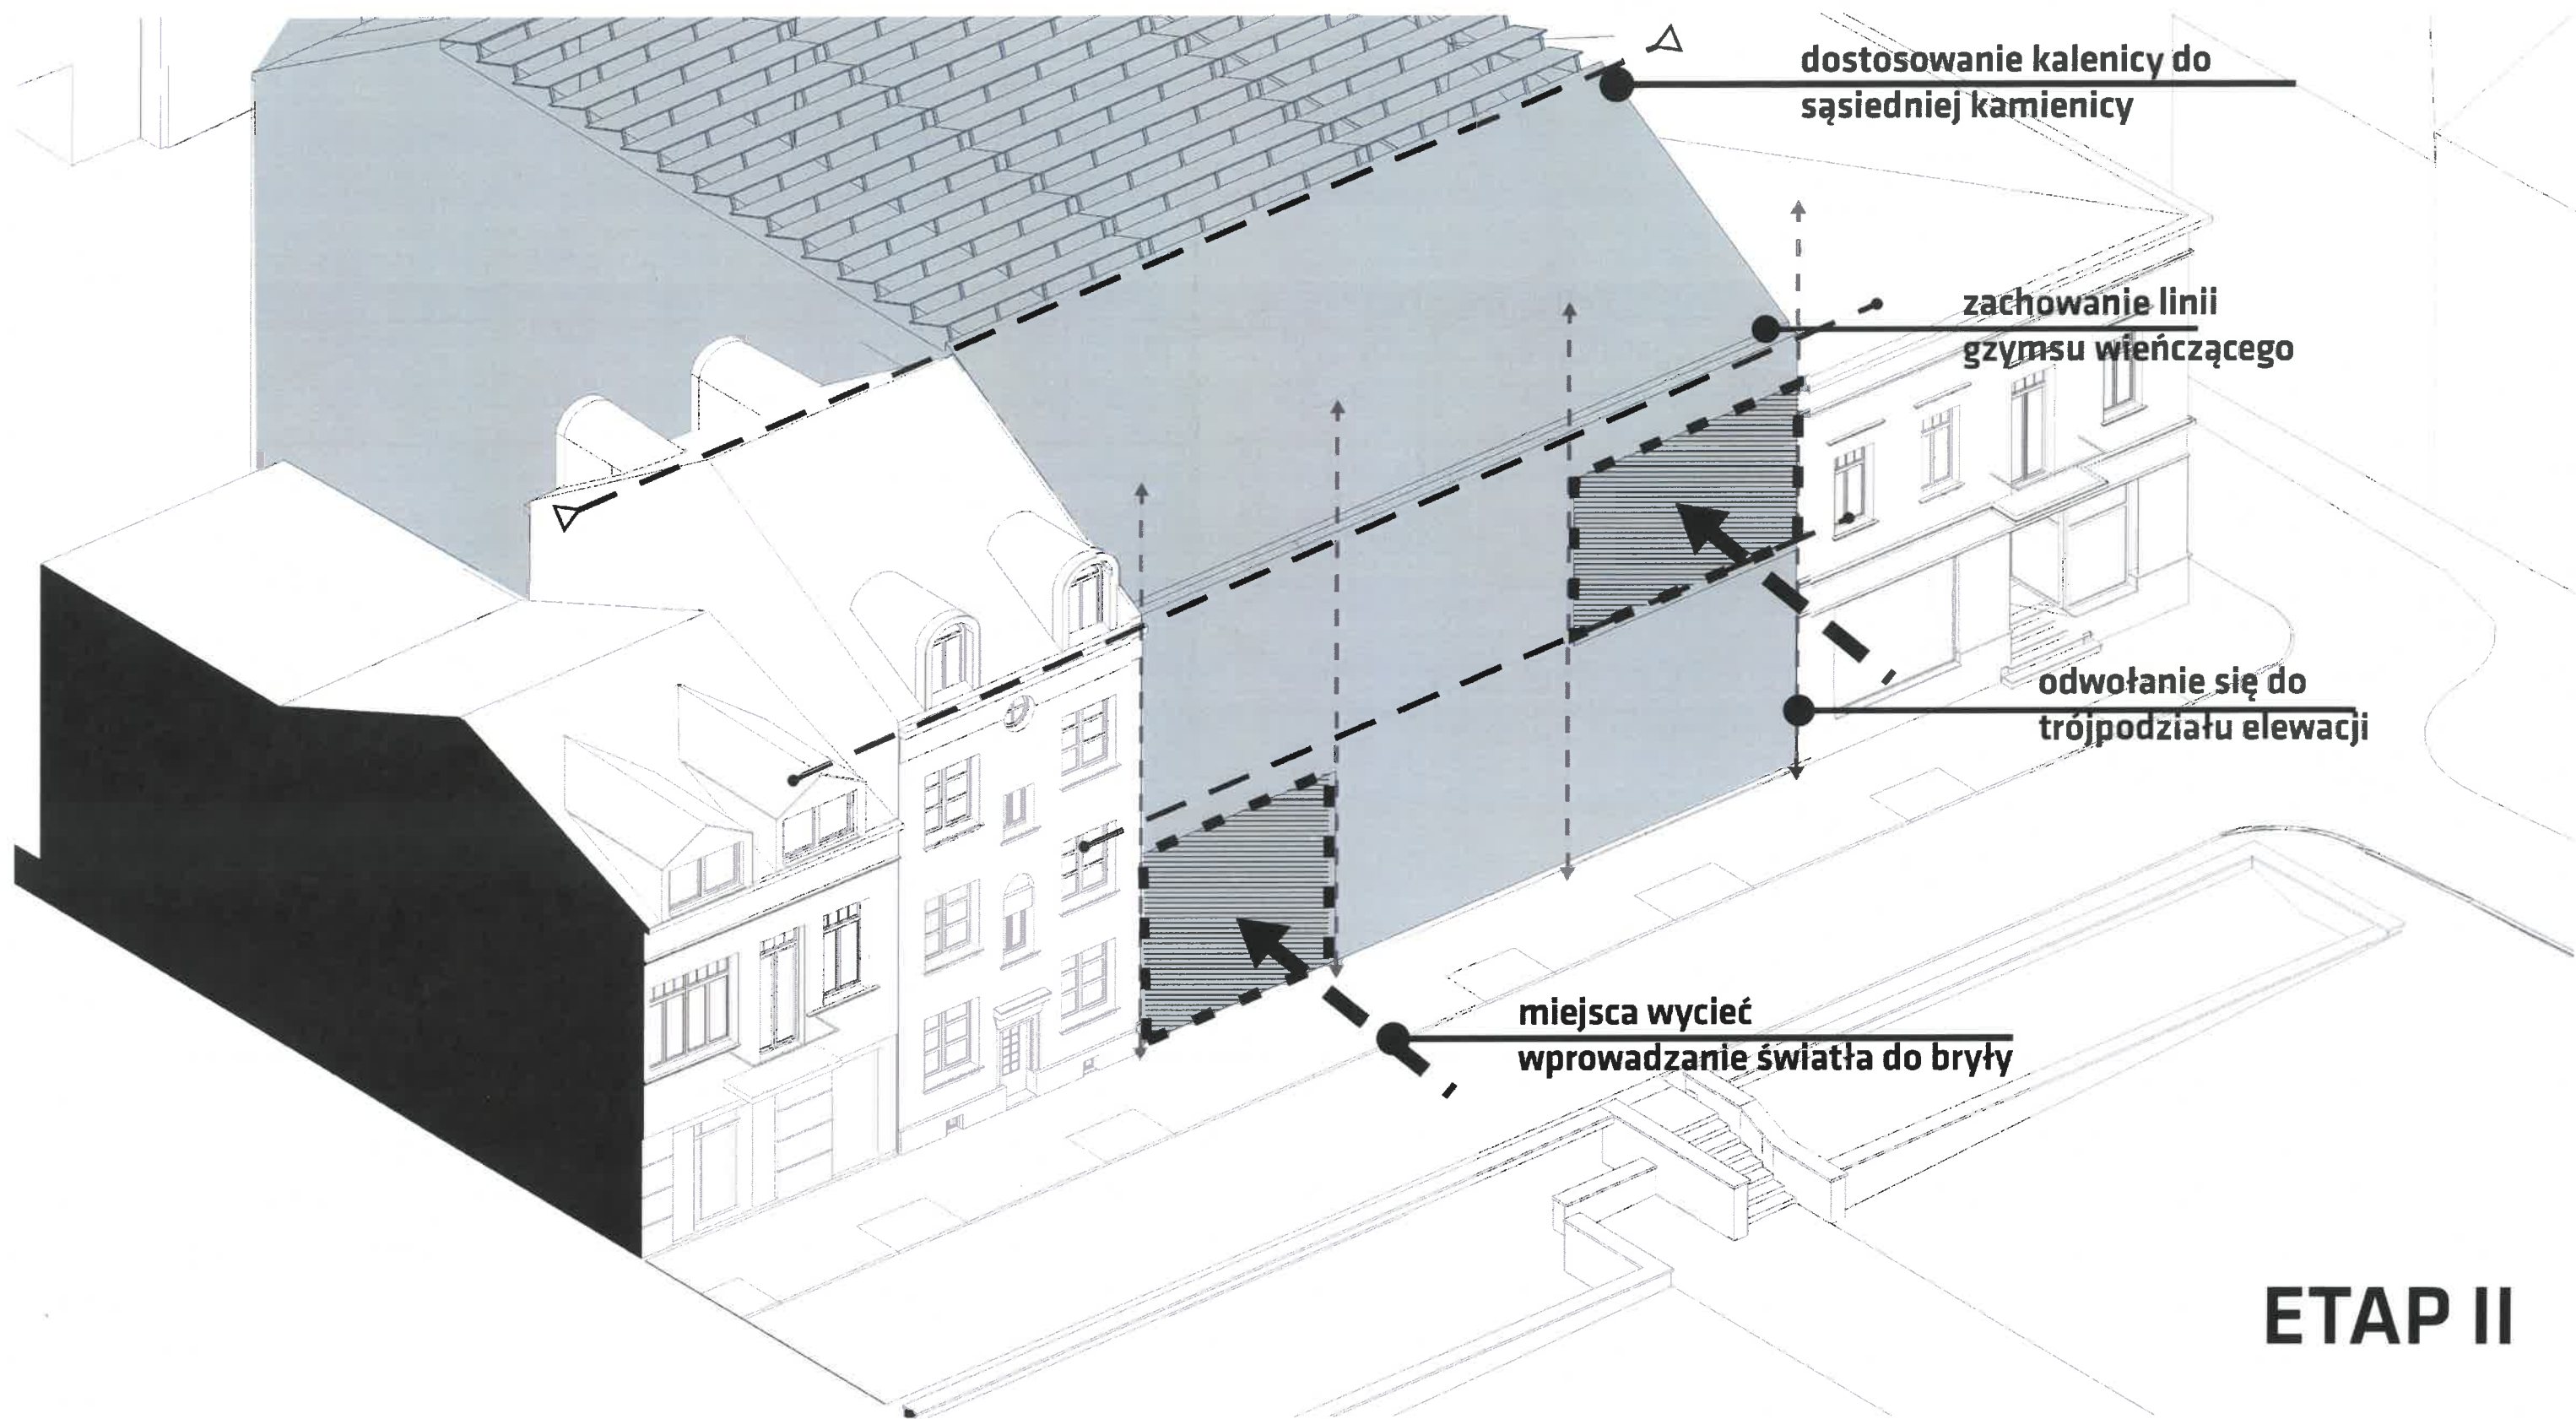 dostosowanie kalenicy do
sąsiedniej kamienicy
zachowanie linii
gzymsu wieńczącego
odwołanie się do
trójpodziału elewacji
miejsca wycieć
wprowadzanie światła do bryły
ETAP II